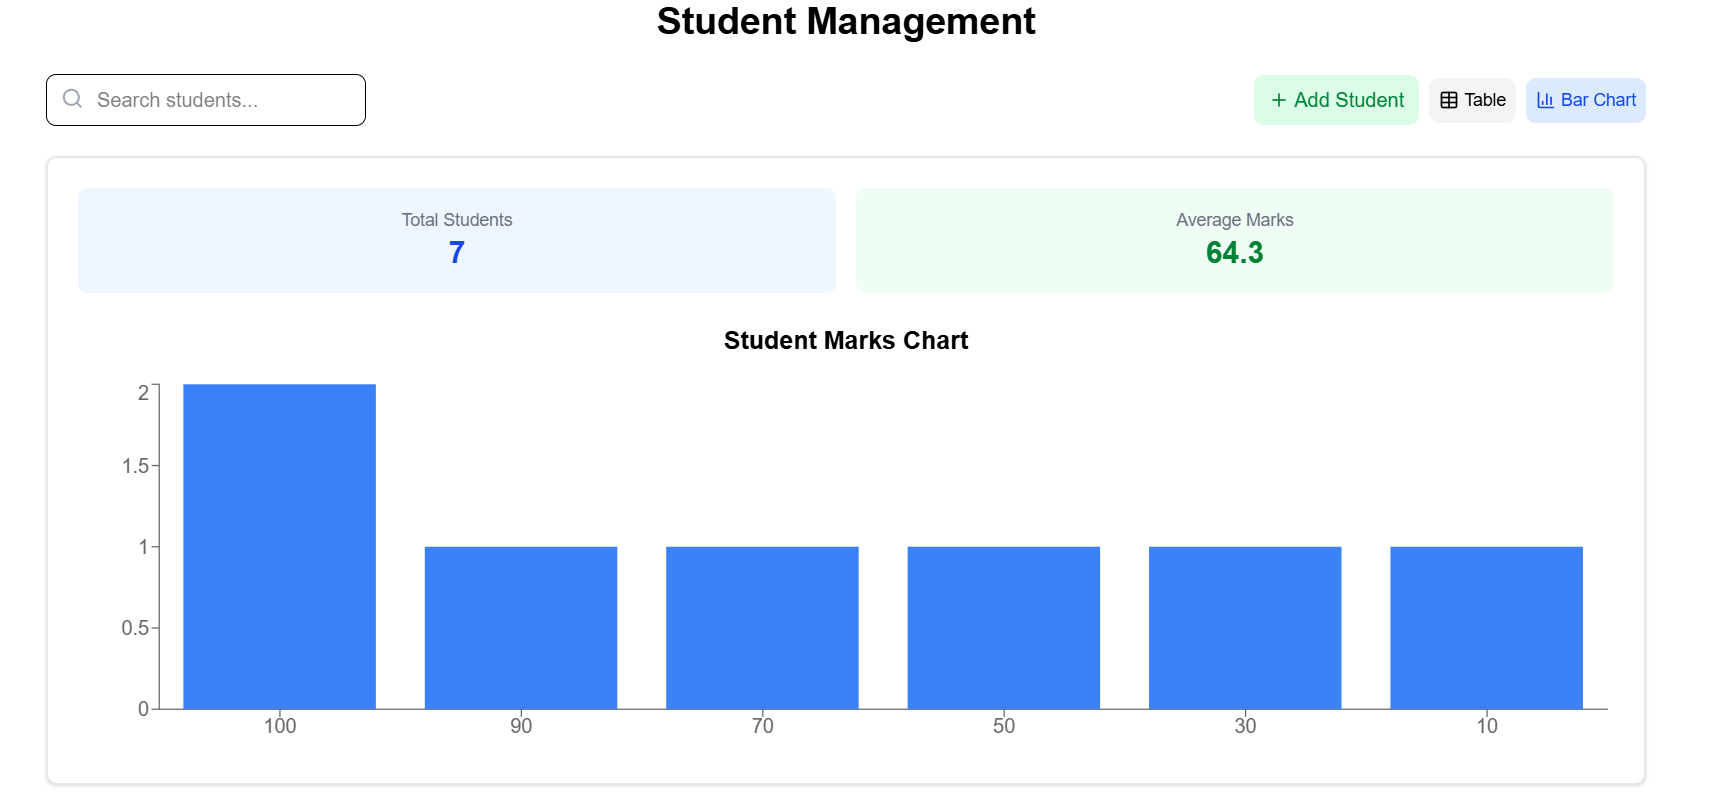 Student Management
Search students...
+ Add Student
Table
Bar Chart
Total Students
7
Average Marks
64.3
Student Marks Chart
2
1.5
1
0.5
0
100 90 70 50 30 10